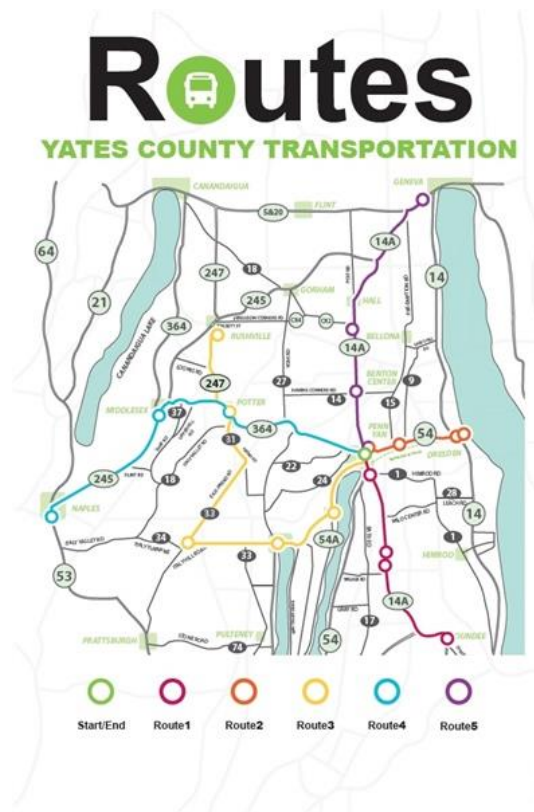 Routes
YATES COUNTY TRANSPORTATION
CANANDAIGUA
GENEVA
5&20
FLINT
14A
64
18
247
14
GORHAM
21
245
HALL
364
RUSHVILLE
CANANDAIGUA LAKE
14A
BELLONA
BENTON
CENTER
247
27
9
14
15
MIDDLESEX
37
POTTER
364
PENN
YAN
54
DRESDEN
31
22
1
245
18
24
28
NAPLES
33
14
34
54A
1
HIMROD
53
33
14A
PRATTSBURGH
PULTENEY
74
54
17
DUNDEE
Start/End
Route1
Route2
Route3
Route4
Route5